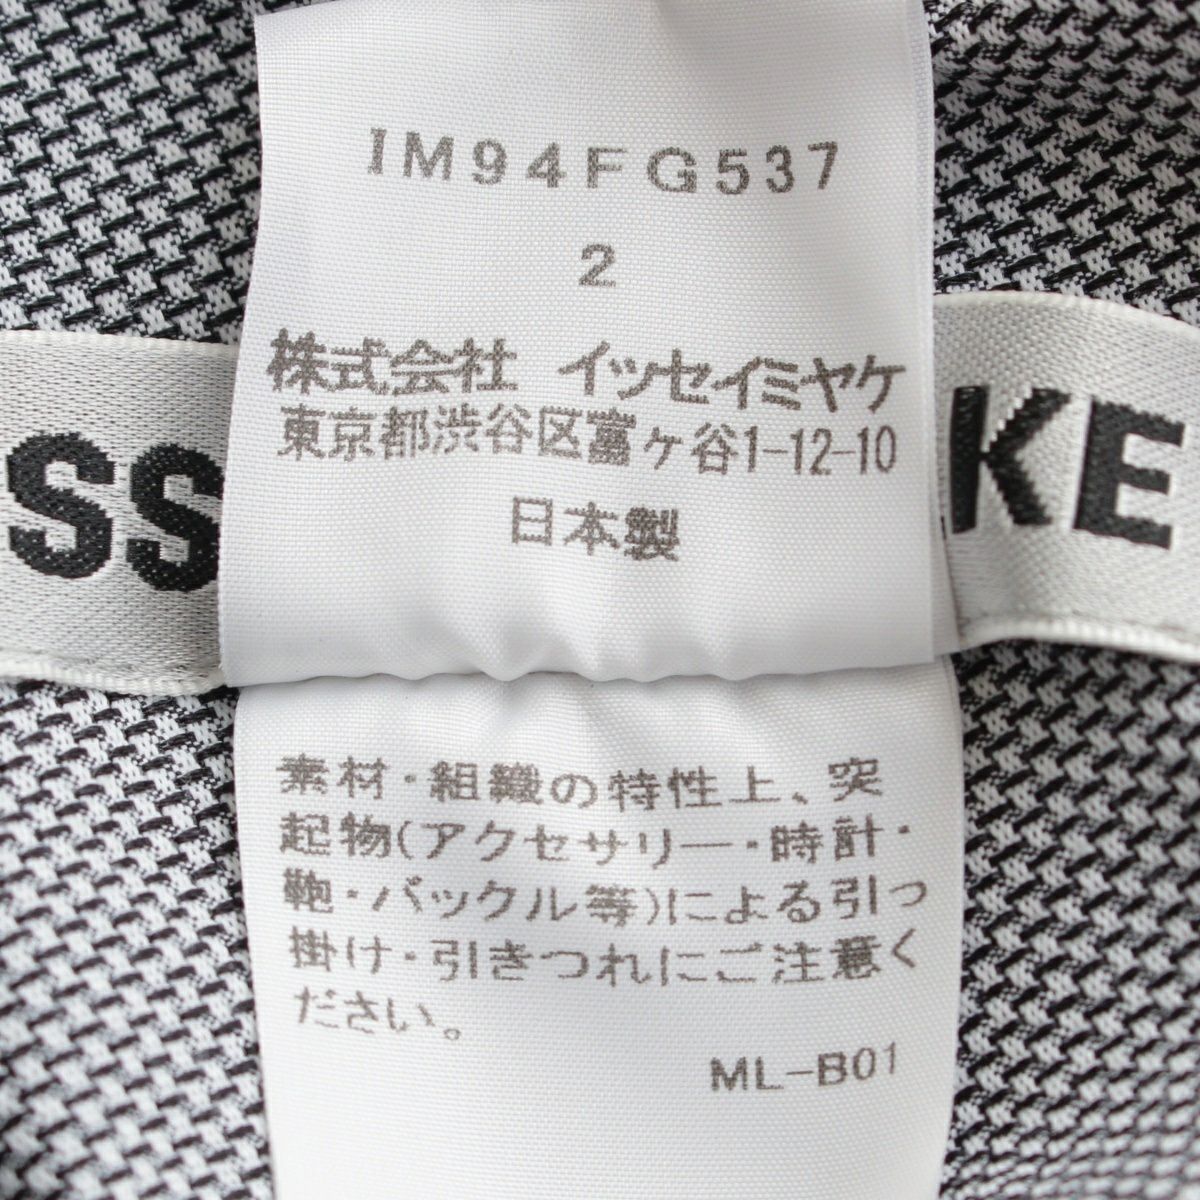 IM94FG537
2
株式会社 イッセイミヤケ
東京都渋谷区富ヶ谷1-12-10
日本製
SS KE
素材・組織の特性上、突
起物(アクセサリー・時計・
鞄・バックル等)による引っ
掛け・引きつれにご注意く
ださい。
ML-B01